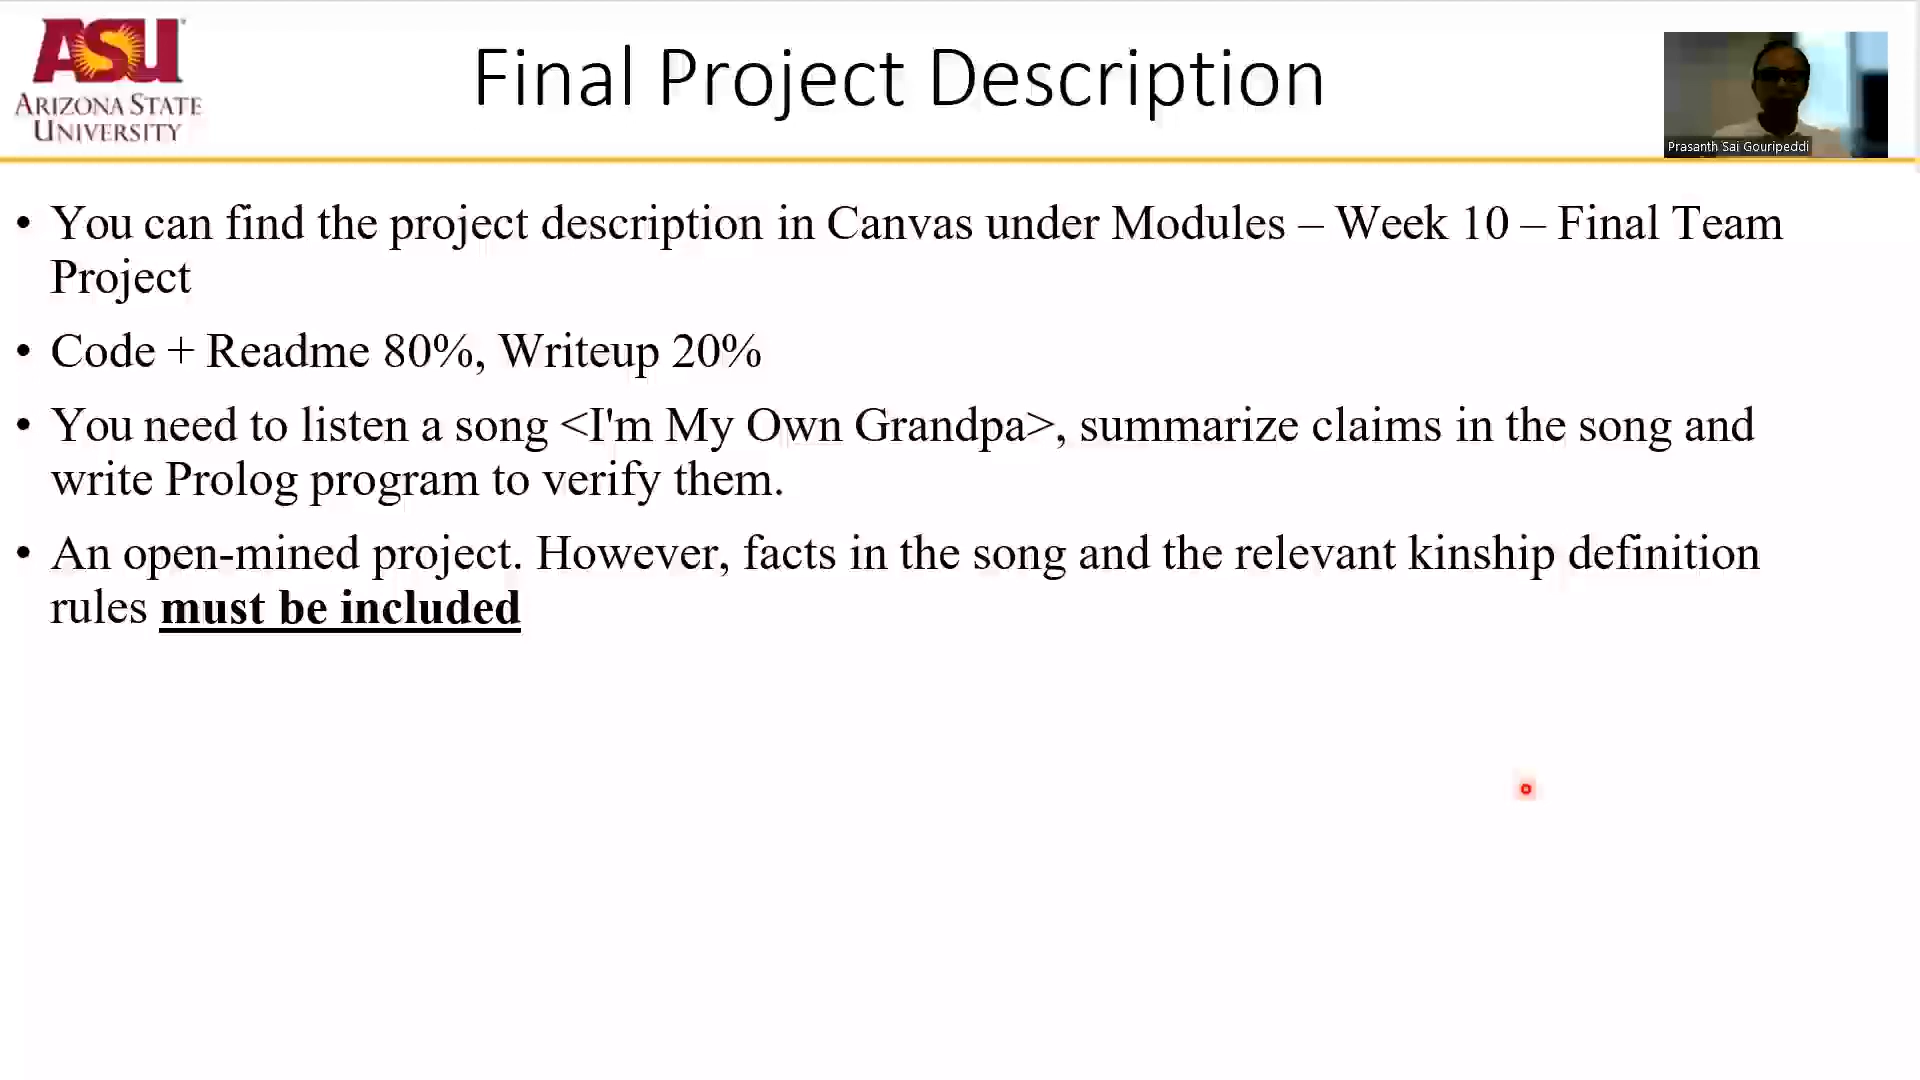 ASU
ARIZONA STATE
UNIVERSITY
Final Project Description
Prasanth Sai Gouripeddi
• You can find the project description in Canvas under Modules – Week 10 – Final Team
Project
• Code + Readme 80%, Writeup 20%
• You need to listen a song <I'm My Own Grandpa>, summarize claims in the song and
write Prolog program to verify them.
• An open-mined project. However, facts in the song and the relevant kinship definition
rules must be included